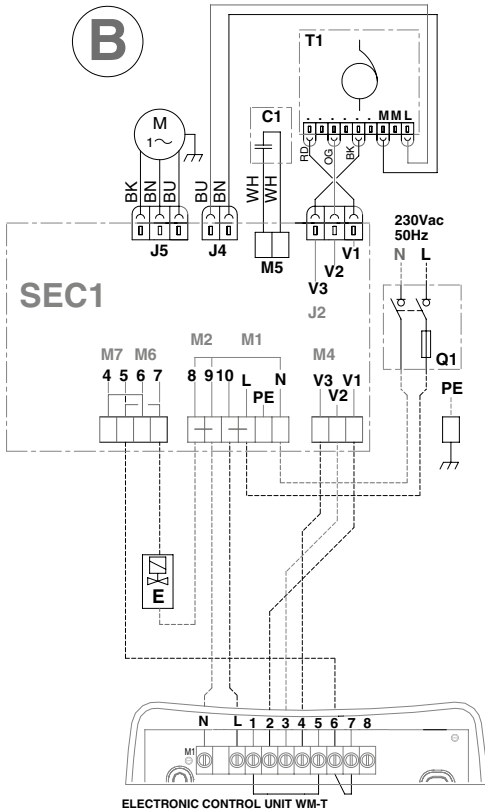 B
T1
M M L
C1
M
1~
RD
OG
BK
BK
BN
BU
BU
BN
WH
WH
J5
J4
M5
V1
V2
V3
J2
230Vac
50Hz
N L
SEC1
Q1
M7 M6
M2 M1
M4
4 5 6 7
8 9 10 L N
PE
V3 V1
V2
PE
E
N L 1 2 3 4 5 6 7 8
M1
ELECTRONIC CONTROL UNIT WM-T